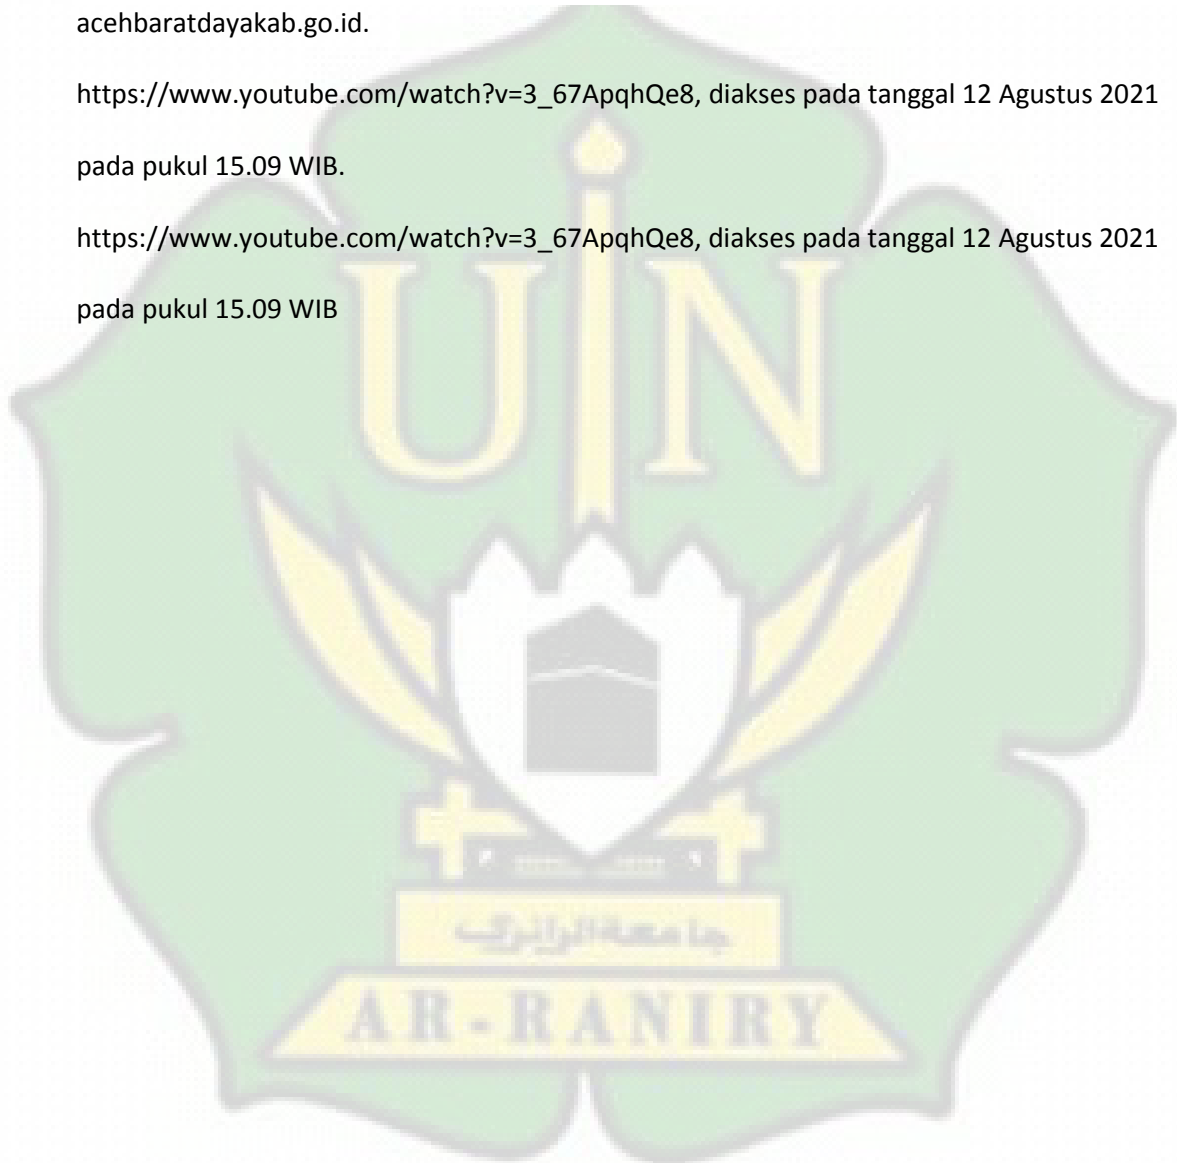 acehbaratdayakab.go.id.
https://www.youtube.com/watch?v=3_67ApqhQe8, diakses pada tanggal 12 Agustus 2021
pada pukul 15.09 WIB.
https://www.youtube.com/watch?v=3_67ApqhQe8, diakses pada tanggal 12 Agustus 2021
pada pukul 15.09 WIB
UIN
جامعة الرانري
AR-RANIRY